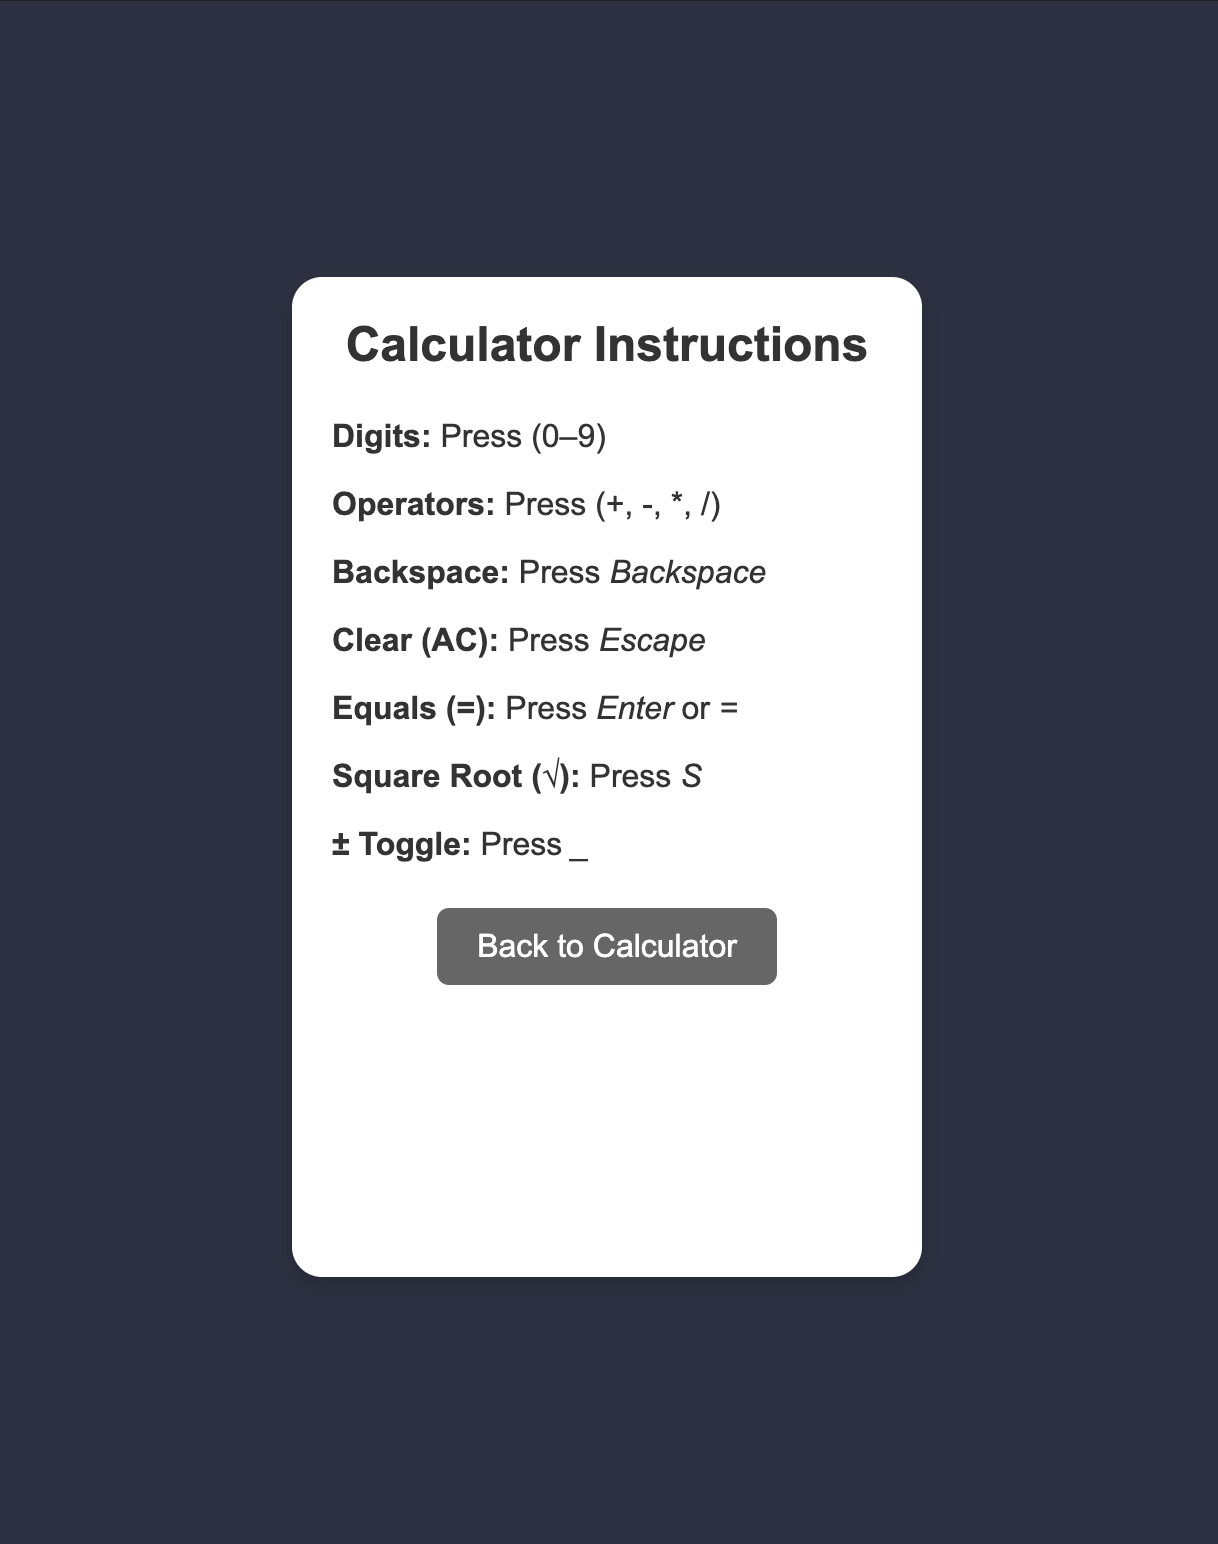 Calculator Instructions
Digits: Press (0–9)
Operators: Press (+, -, *, /)
Backspace: Press Backspace
Clear (AC): Press Escape
Equals (=): Press Enter or =
Square Root (√): Press S
± Toggle: Press _
Back to Calculator